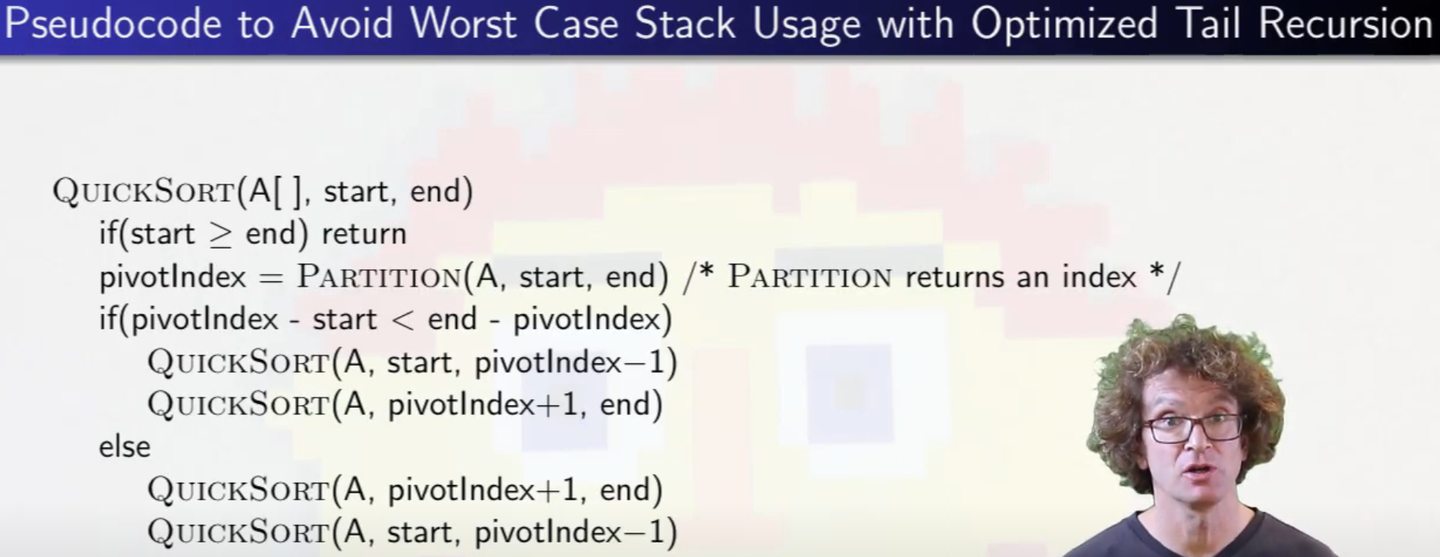 Pseudocode to Avoid Worst Case Stack Usage with Optimized Tail Recursion
QUICKSORT(A[ ], start, end)
if(start ≥ end) return
pivotIndex = PARTITION(A, start, end) /* PARTITION returns an index */
if(pivotIndex - start < end - pivotIndex)
QUICKSORT(A, start, pivotIndex−1)
QUICKSORT(A, pivotIndex+1, end)
else
QUICKSORT(A, pivotIndex+1, end)
QUICKSORT(A, start, pivotIndex−1)